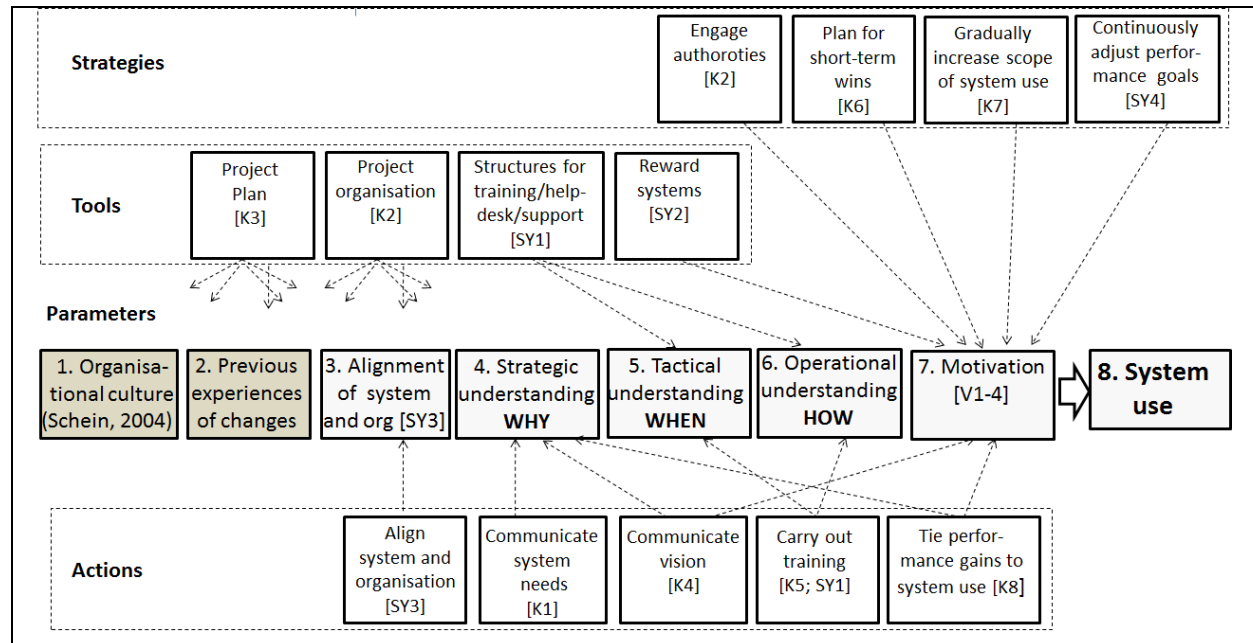 Strategies
Engage
authoroties
[K2]
Plan for
short-term
wins
[K6]
Gradually
increase scope
of system use
[K7]
Continuously
adjust perfor-
mance goals
[SY4]
Tools
Project
Plan
[K3]
Project
organisation
[K2]
Structures for
training/help-
desk/support
[SY1]
Reward
systems
[SY2]
Parameters
1. Organisa-
tional culture
(Schein, 2004)
2. Previous
experiences
of changes
3. Alignment
of system
and org [SY3]
4. Strategic
understanding
WHY
5. Tactical
understanding
WHEN
6. Operational
understanding
HOW
7. Motivation
[V1-4]
8. System
use
Actions
Align
system and
organisation
[SY3]
Communicate
system
needs
[K1]
Communicate
vision
[K4]
Carry out
training
[K5; SY1]
Tie perfor-
mance gains to
system use [K8]